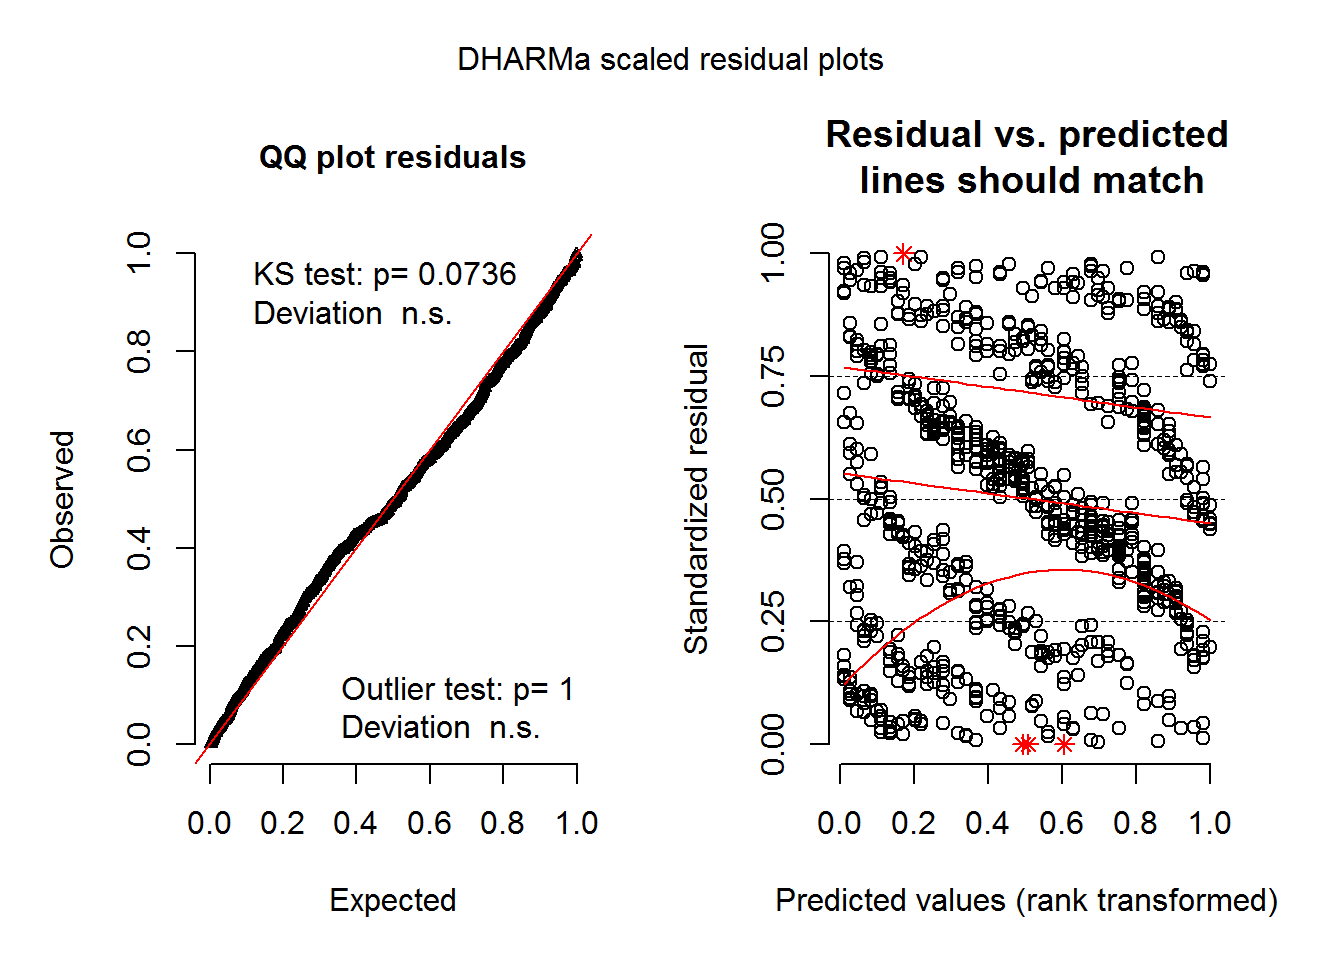 DHARMa scaled residual plots
QQ plot residuals
KS test: p= 0.0736
Deviation  n.s.
Outlier test: p= 1
Deviation  n.s.
Observed
0.0 0.2 0.4 0.6 0.8 1.0
0.0 0.2 0.4 0.6 0.8 1.0
Expected
Residual vs. predicted
lines should match
Standardized residual
0.00 0.25 0.50 0.75 1.00
0.0 0.2 0.4 0.6 0.8 1.0
Predicted values (rank transformed)